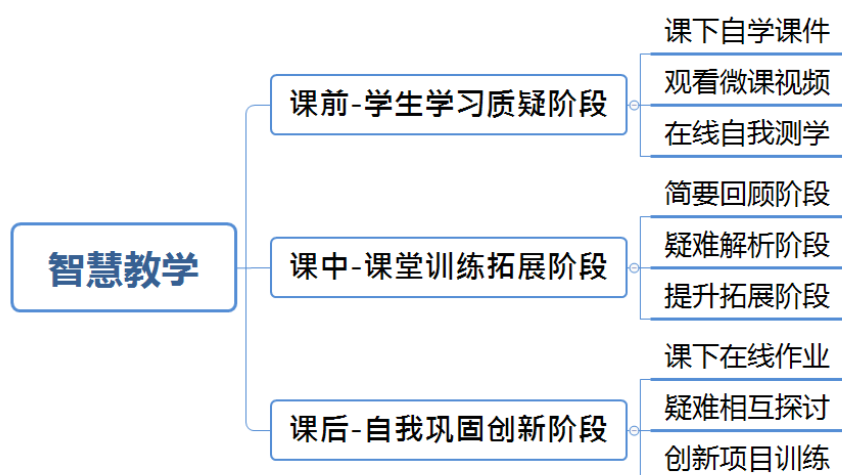 智慧教学
课前-学生学习质疑阶段
课下自学课件
观看微课视频
在线自我测学
课中-课堂训练拓展阶段
简要回顾阶段
疑难解析阶段
提升拓展阶段
课后-自我巩固创新阶段
课下在线作业
疑难相互探讨
创新项目训练